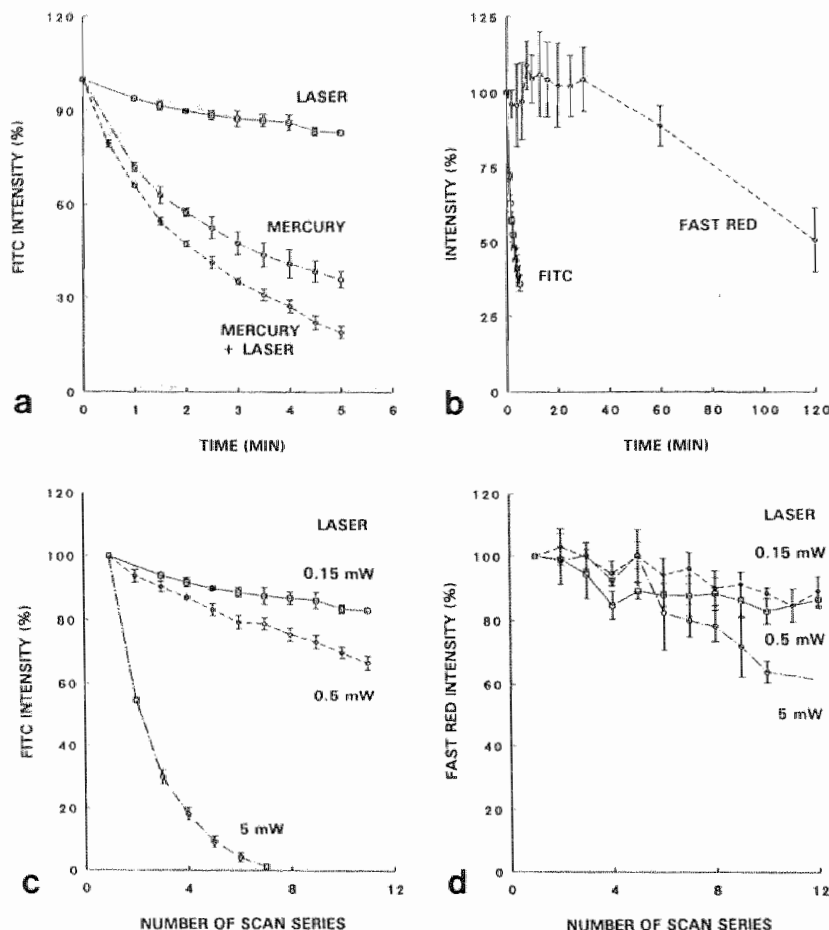 120
90
60
30
0
FITC INTENSITY (%)
LASER
MERCURY
MERCURY
+ LASER
0 1 2 3 4 5 6
TIME (MIN)
a
125
100
75
50
25
0
INTENSITY (%)
FAST RED
FITC
0 20 40 60 80 100 120
TIME (MIN)
b
120
100
80
60
40
20
0
FITC INTENSITY (%)
LASER
0.15 mW
0.5 mW
5 mW
0 4 8 12
NUMBER OF SCAN SERIES
c
120
100
80
60
40
20
0
FAST RED INTENSITY (%)
LASER
0.15 mW
0.5 mW
5 mW
0 4 8 12
NUMBER OF SCAN SERIES
d